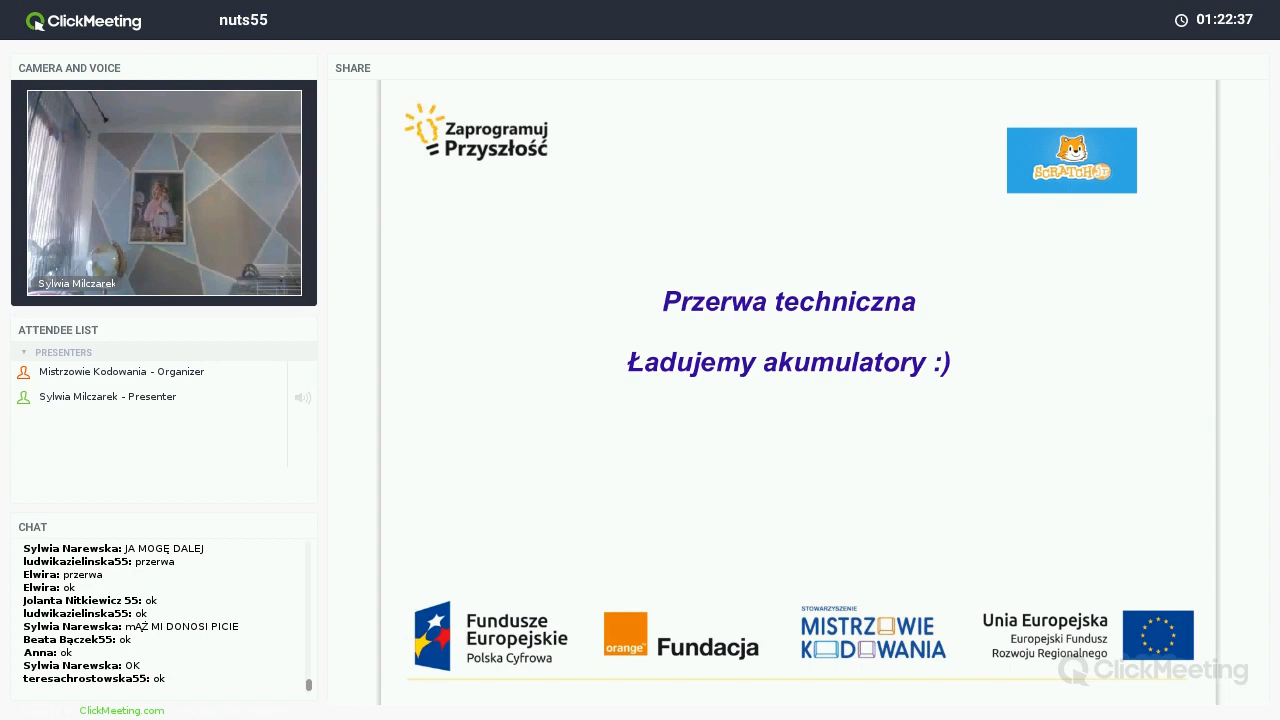 ClickMeeting
nuts55
01:22:37
CAMERA AND VOICE
Sylwia Milczarek
ATTENDEE LIST
PRESENTERS
Mistrzowie Kodowania - Organizer
Sylwia Milczarek - Presenter
CHAT
Sylwia Narewska: JA MOGĘ DALEJ
ludwikazielinska55: przerwa
Elwira: przerwa
Elwira: ok
Jolanta Nitkiewicz 55: ok
ludwikazielinska55: ok
Sylwia Narewska: mĄŻ MI DONOSI PICIE
Beata Bączek55: ok
Anna: ok
Sylwia Narewska: OK
teresachrostowska55: ok
ClickMeeting.com
SHARE
Zaprogramuj
Przyszłość
SCRATCH Jr
Przerwa techniczna
Ładujemy akumulatory :)
Fundusze
Europejskie
Polska Cyfrowa
orange
Fundacja
STOWARZYSZENIE
MISTRZOWIE
KODOWANIA
Unia Europejska
Europejski Fundusz
Rozwoju Regionalnego
ClickMeeting